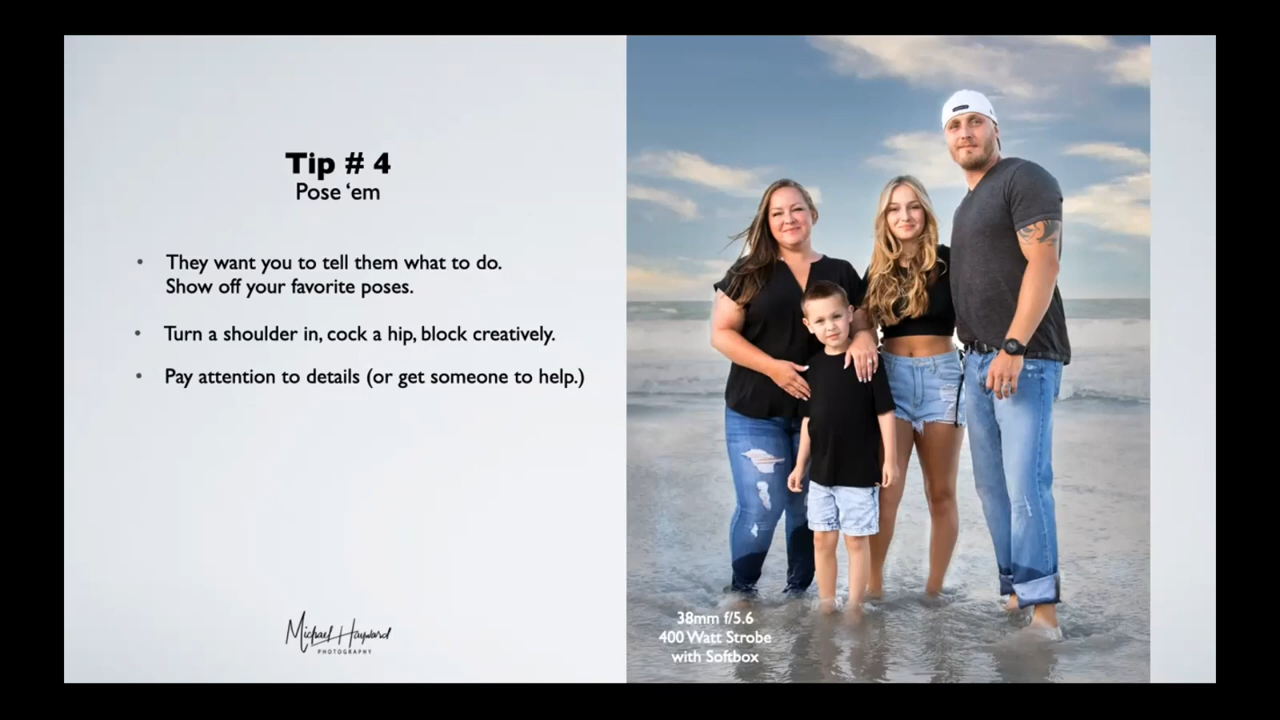 Tip # 4
Pose ‘em
• They want you to tell them what to do.
Show off your favorite poses.
• Turn a shoulder in, cock a hip, block creatively.
• Pay attention to details (or get someone to help.)
Michael Hayward
PHOTOGRAPHY
38mm f/5.6
400 Watt Strobe
with Softbox